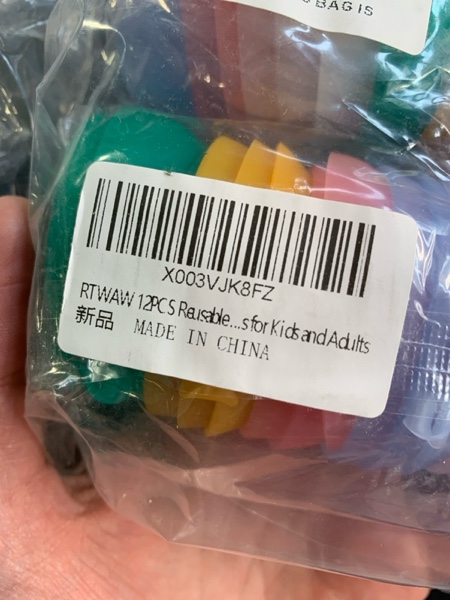 BAG IS
X003VJK8FZ
RTWAW 12PCS Reusable...s for Kids and Adults
新品
MADE IN CHINA